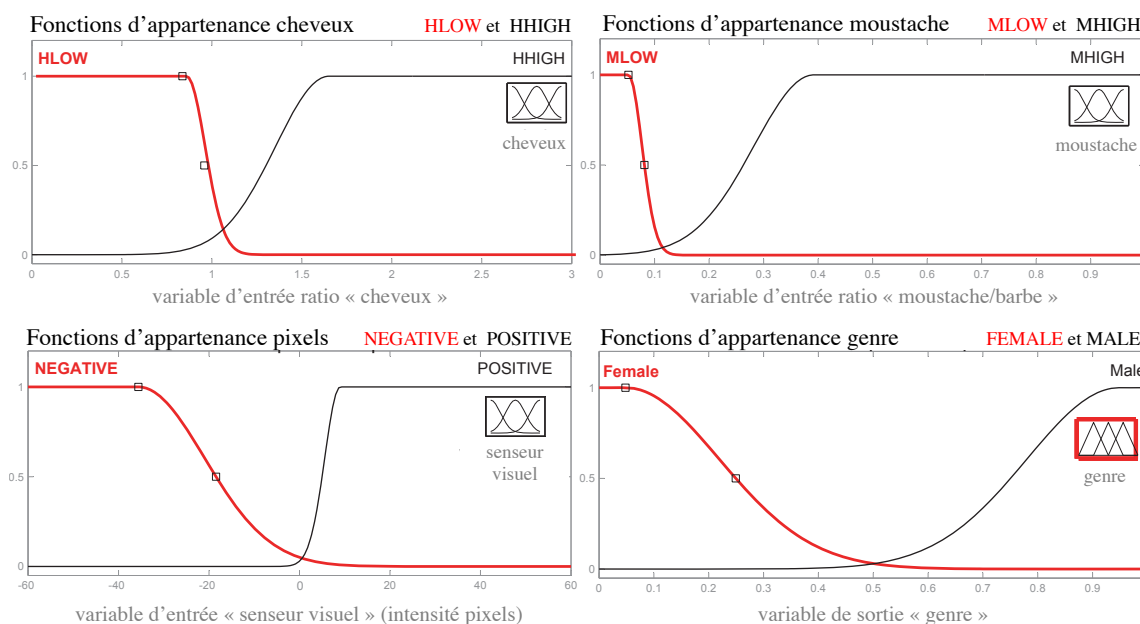 Fonctions d’appartenance cheveux HLOW et HHIGH
HLOW HHIGH
1
0.5
0
cheveux
0 0.5 1 1.5 2 2.5 3
variable d’entrée ratio « cheveux »
Fonctions d’appartenance moustache MLOW et MHIGH
MLOW MHIGH
1
0.5
0
moustache
0 0.1 0.2 0.3 0.4 0.5 0.6 0.7 0.8 0.9
variable d’entrée ratio « moustache/barbe »
Fonctions d’appartenance pixels NEGATIVE et POSITIVE
NEGATIVE POSITIVE
1
0.5
0
senseur
visuel
-60 -40 -20 0 20 40 60
variable d’entrée « senseur visuel » (intensité pixels)
Fonctions d’appartenance genre FEMALE et MALE
Female Male
1
0.5
0
genre
0 0.1 0.2 0.3 0.4 0.5 0.6 0.7 0.8 0.9
variable de sortie « genre »